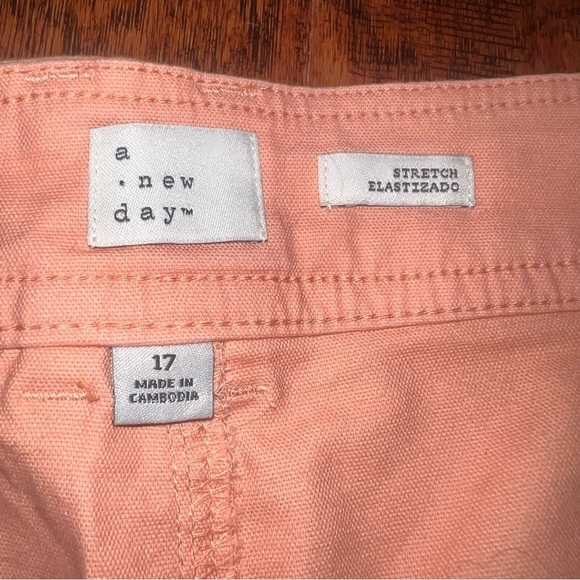 a
• new
day™
STRETCH
ELASTIZADO
17
MADE IN
CAMBODIA